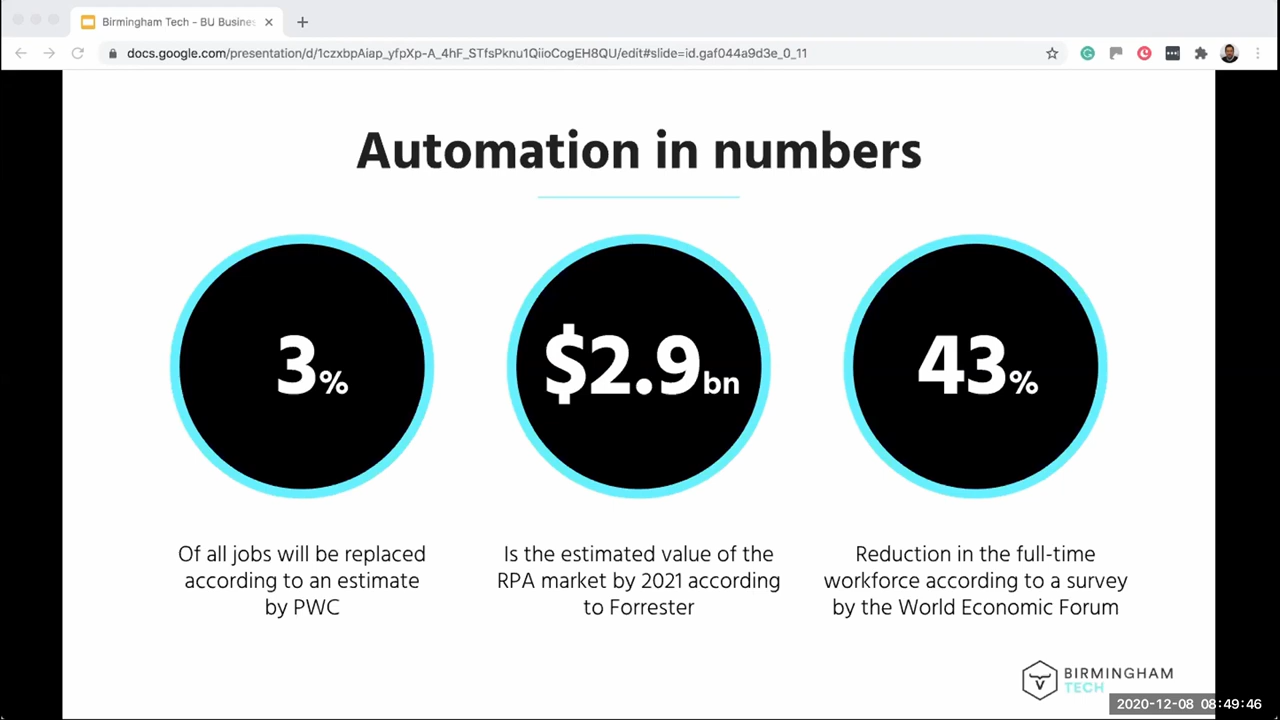 Birmingham Tech - BU Busines
docs.google.com/presentation/d/1czxbpAiap_yfpXp-A_4hF_STfsPknu1QiioCogEH8QU/edit#slide=id.gaf044a9d3e_0_11
Automation in numbers
3%
$2.9bn
43%
Of all jobs will be replaced
according to an estimate
by PWC
Is the estimated value of the
RPA market by 2021 according
to Forrester
Reduction in the full-time
workforce according to a survey
by the World Economic Forum
BIRMINGHAM
TECH
2020-12-08 08:49:46